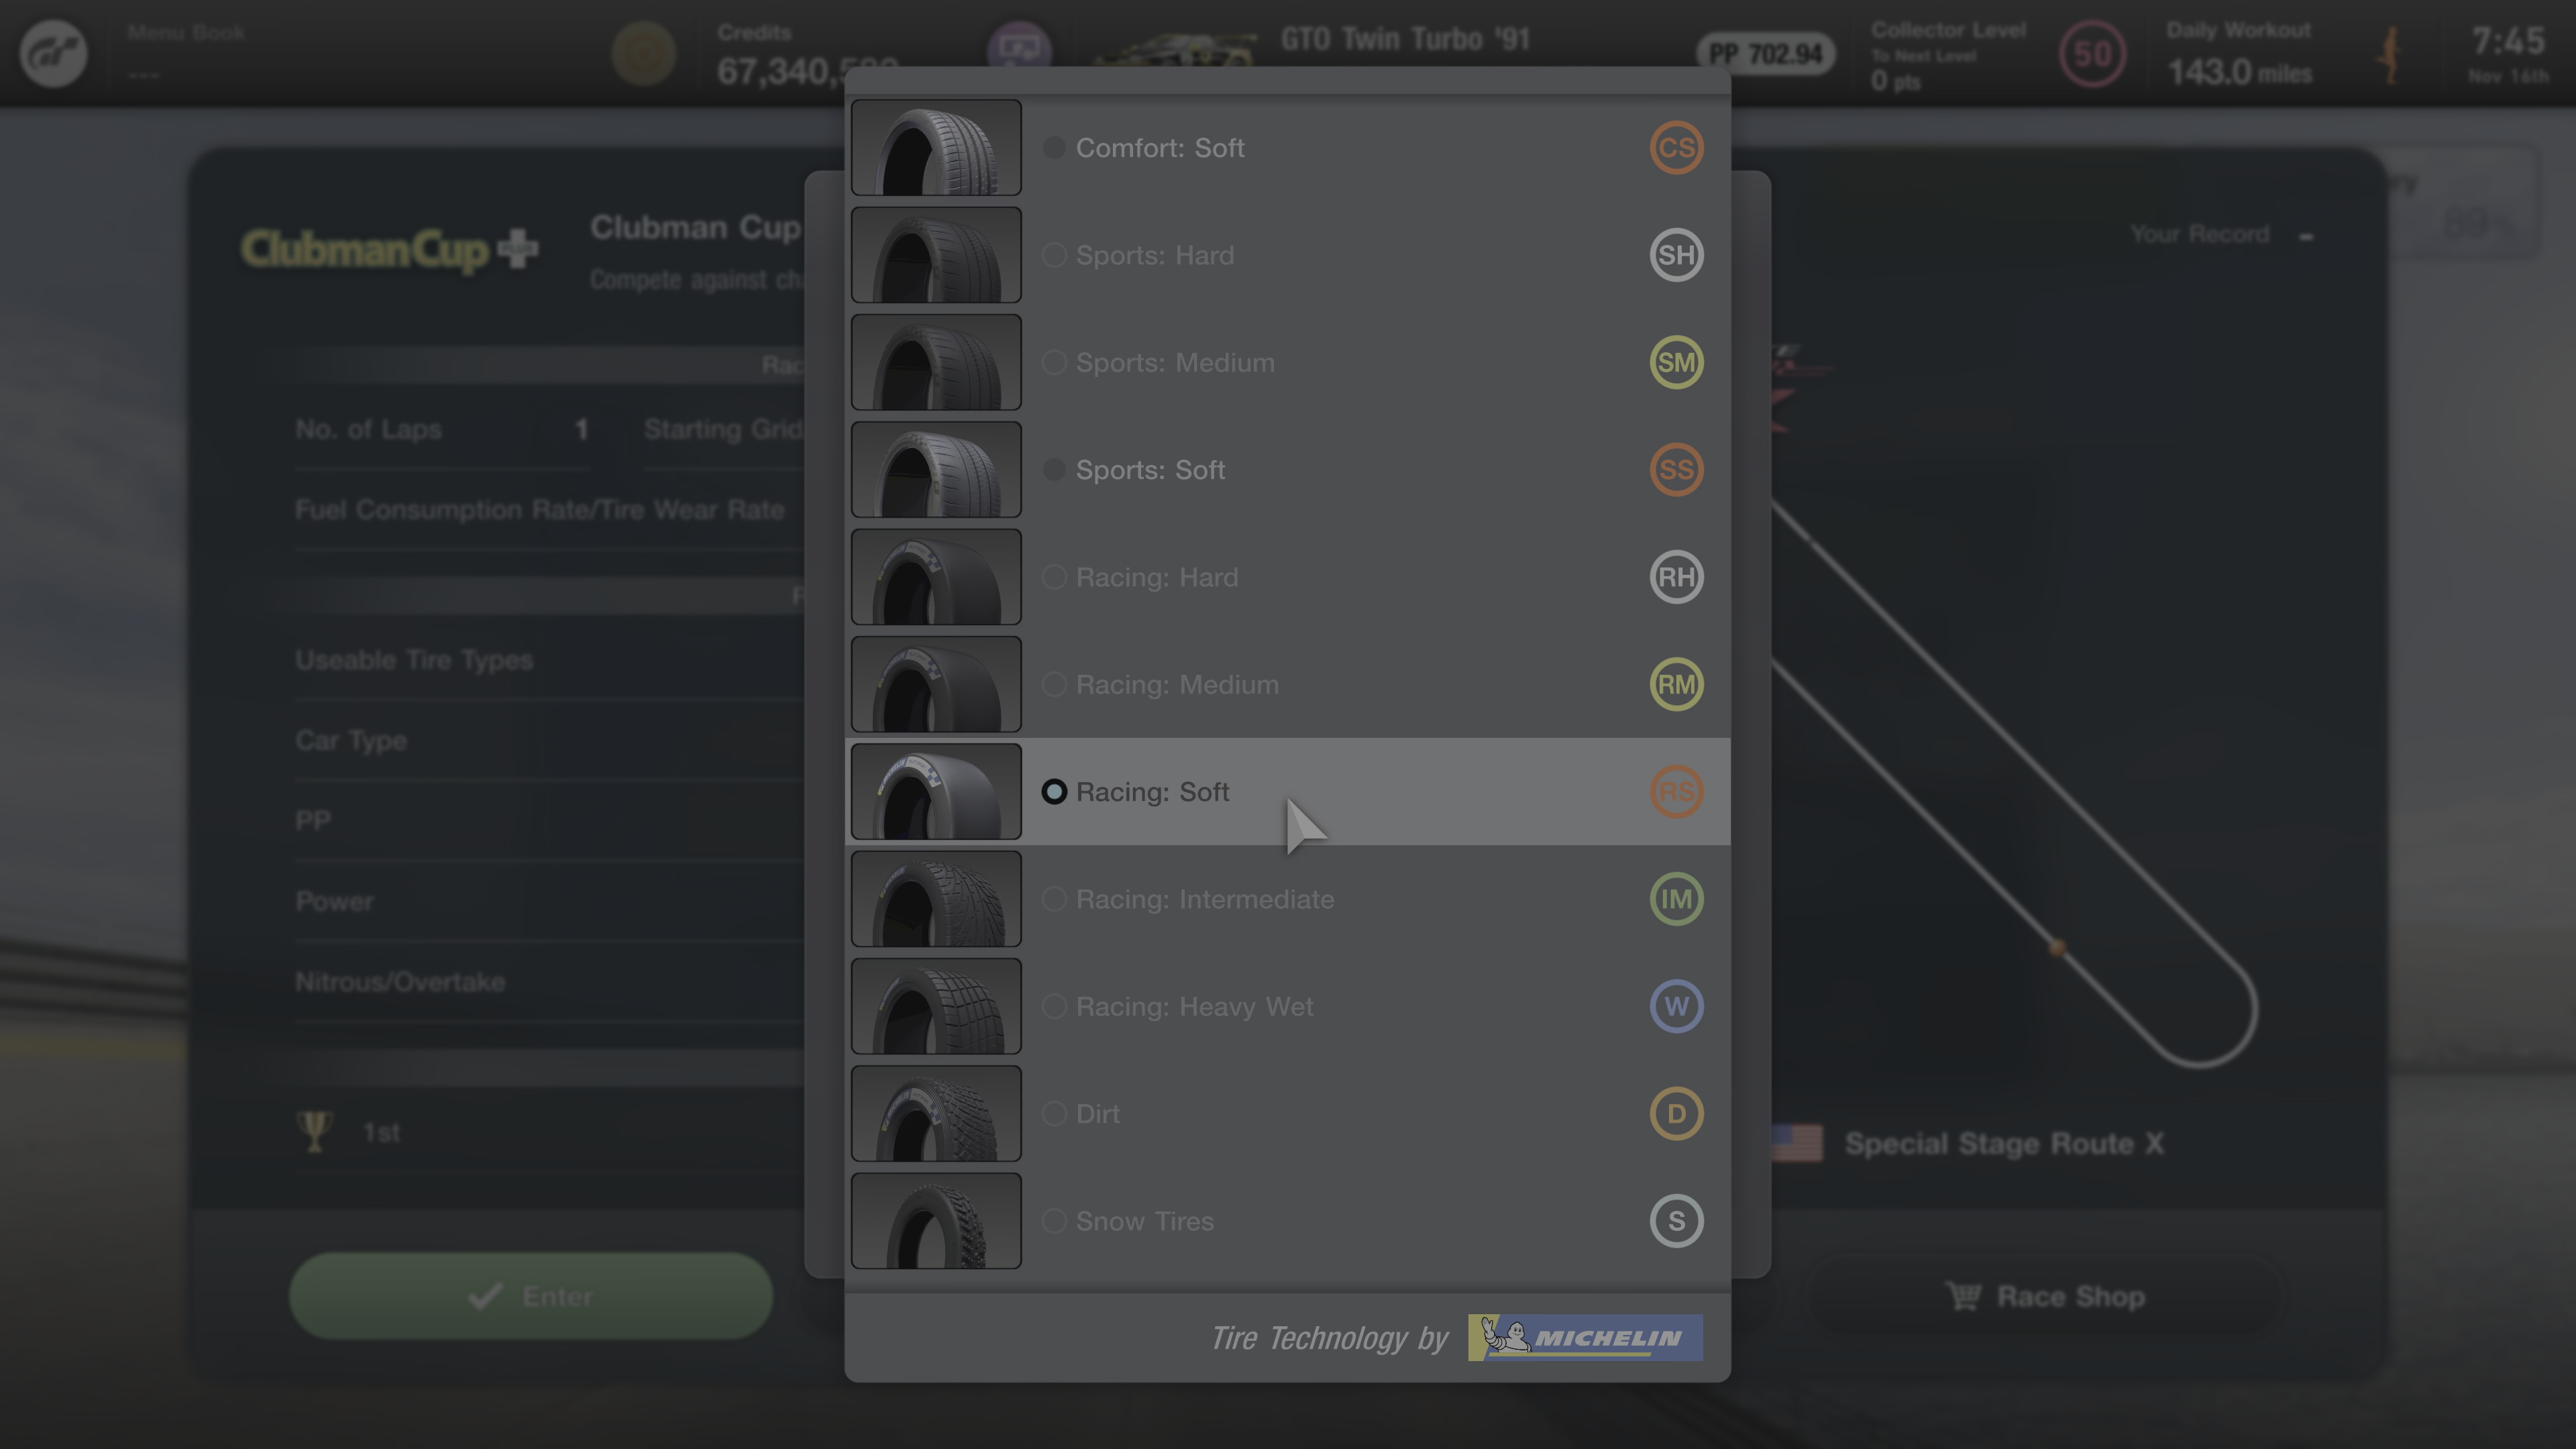 Menu Book
---
Credits
67,340,580
GTO Twin Turbo '91
PP 702.94
Collector Level
To Next Level
0 pts
50
Daily Workout
143.0 miles
7:45
Nov 16th
ClubmanCup PLUS
Clubman Cup
Compete against
Your Record -
89%
No. of Laps 1
Starting Grid
Fuel Consumption Rate/Tire Wear Rate
Useable Tire Types
Car Type
PP
Power
Nitrous/Overtake
1st
Enter
Comfort: Soft CS
Sports: Hard SH
Sports: Medium SM
Sports: Soft SS
Racing: Hard RH
Racing: Medium RM
Racing: Soft RS
Racing: Intermediate IM
Racing: Heavy Wet W
Dirt D
Snow Tires S
Tire Technology by MICHELIN
Special Stage Route X
Race Shop